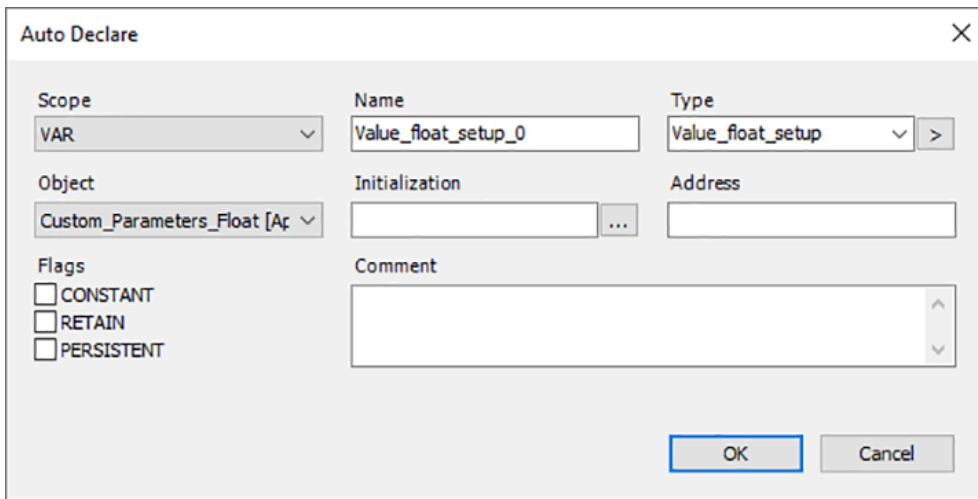 Auto Declare
Scope Name Type
VAR Value_float_setup_0 Value_float_setup >
Object Initialization Address
Custom_Parameters_Float [Ap ...
Flags Comment
CONSTANT
RETAIN
PERSISTENT
OK Cancel